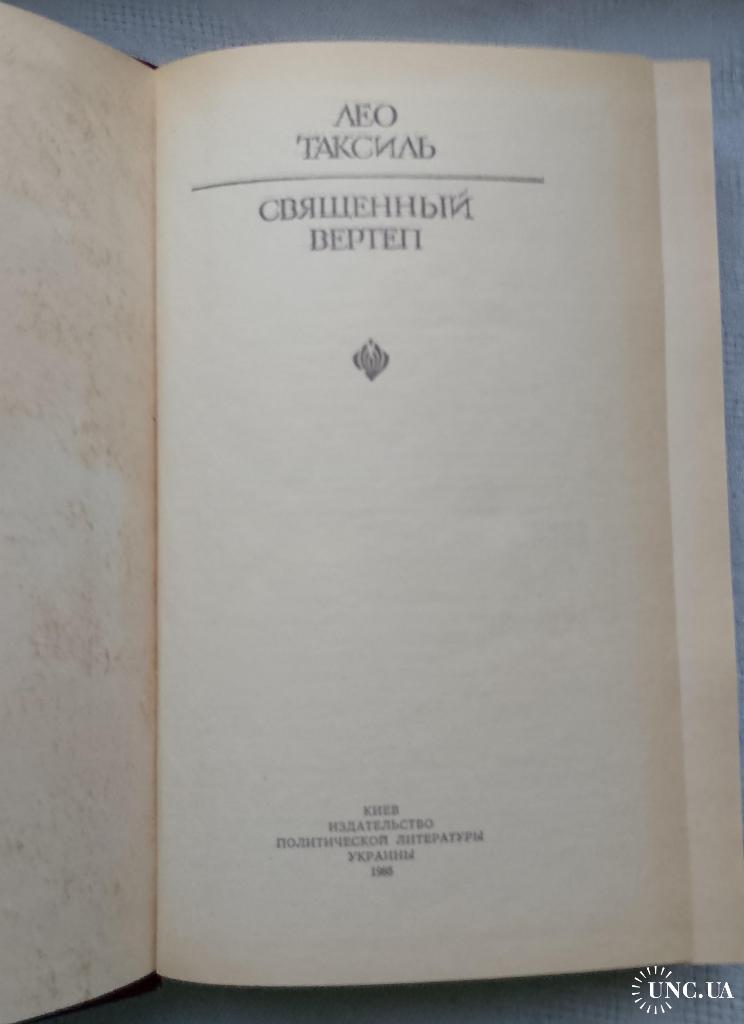 ЛЕО
ТАКСИЛЬ
СВЯЩЕННЫЙ
ВЕРТЕП
КИЕВ
ИЗДАТЕЛЬСТВО
ПОЛИТИЧЕСКОЙ ЛИТЕРАТУРЫ
УКРАИНЫ
UNC.UA